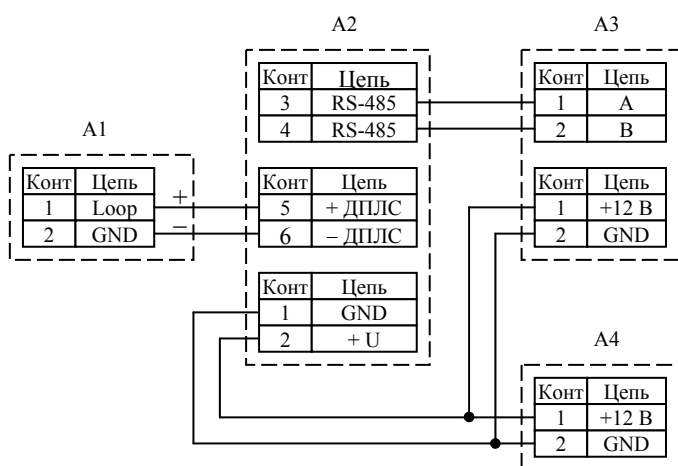 A2
A3
Конт Цепь
3 RS-485
4 RS-485
Конт Цепь
1 A
2 B
A1
Конт Цепь
1 Loop
2 GND
+
–
Конт Цепь
5 + ДПЛС
6 – ДПЛС
Конт Цепь
1 +12 В
2 GND
Конт Цепь
1 GND
2 + U
A4
Конт Цепь
1 +12 В
2 GND